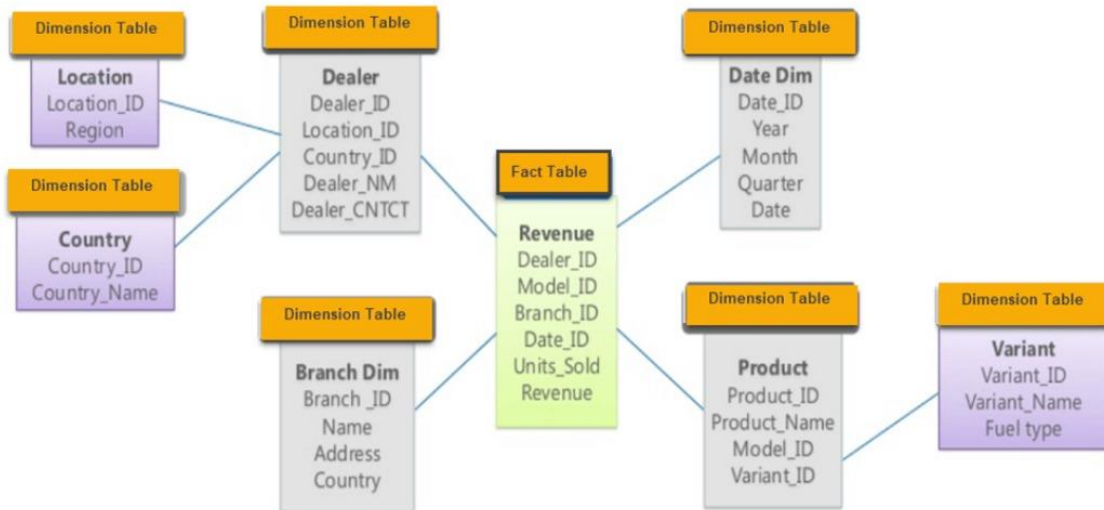 Dimension Table
Location
Location_ID
Region
Dimension Table
Country
Country_ID
Country_Name
Dimension Table
Dealer
Dealer_ID
Location_ID
Country_ID
Dealer_NM
Dealer_CNTCT
Dimension Table
Branch Dim
Branch _ID
Name
Address
Country
Fact Table
Revenue
Dealer_ID
Model_ID
Branch_ID
Date_ID
Units_Sold
Revenue
Dimension Table
Date Dim
Date_ID
Year
Month
Quarter
Date
Dimension Table
Product
Product_ID
Product_Name
Model_ID
Variant_ID
Dimension Table
Variant
Variant_ID
Variant_Name
Fuel type